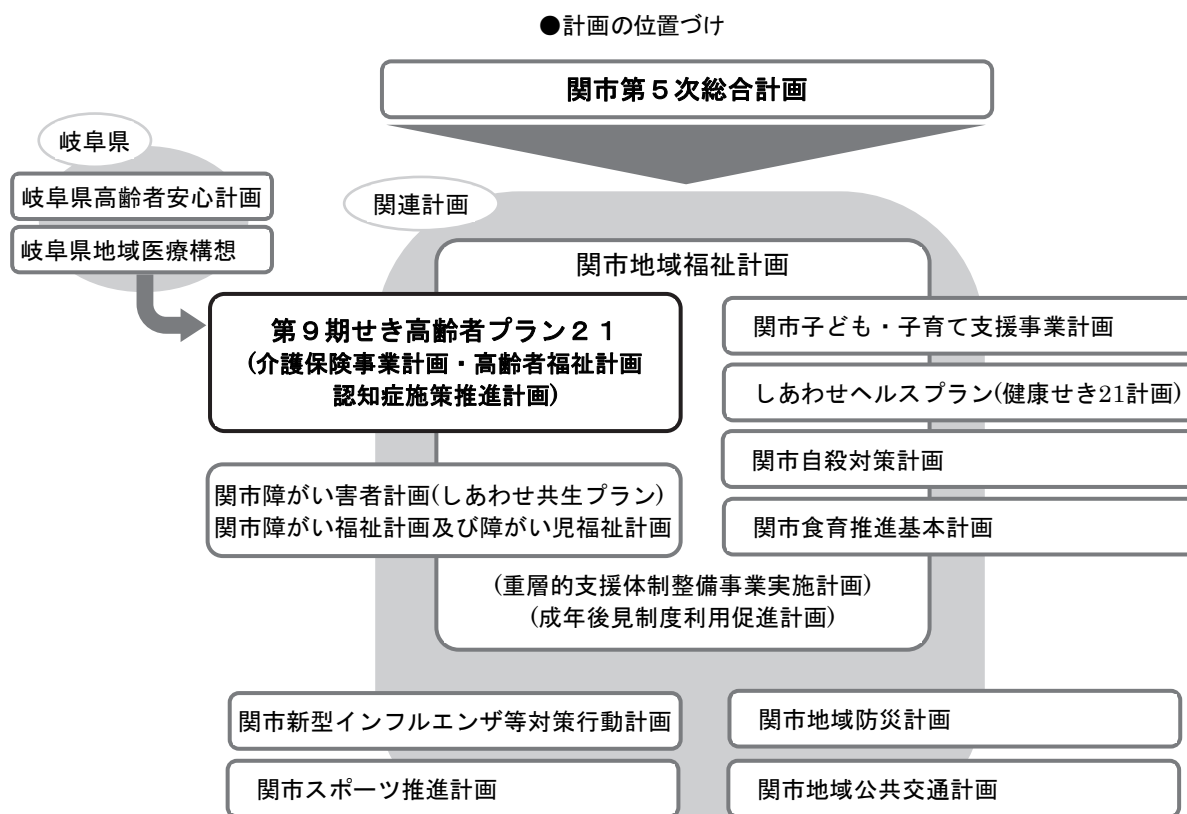 ●計画の位置づけ
関市第５次総合計画
岐阜県
岐阜県高齢者安心計画
岐阜県地域医療構想
関連計画
関市地域福祉計画
第９期せき高齢者プラン２１
(介護保険事業計画・高齢者福祉計画
認知症施策推進計画)
関市障がい害者計画(しあわせ共生プラン)
関市障がい福祉計画及び障がい児福祉計画
関市子ども・子育て支援事業計画
しあわせヘルスプラン(健康せき21計画)
関市自殺対策計画
関市食育推進基本計画
(重層的支援体制整備事業実施計画)
(成年後見制度利用促進計画)
関市新型インフルエンザ等対策行動計画
関市地域防災計画
関市スポーツ推進計画
関市地域公共交通計画